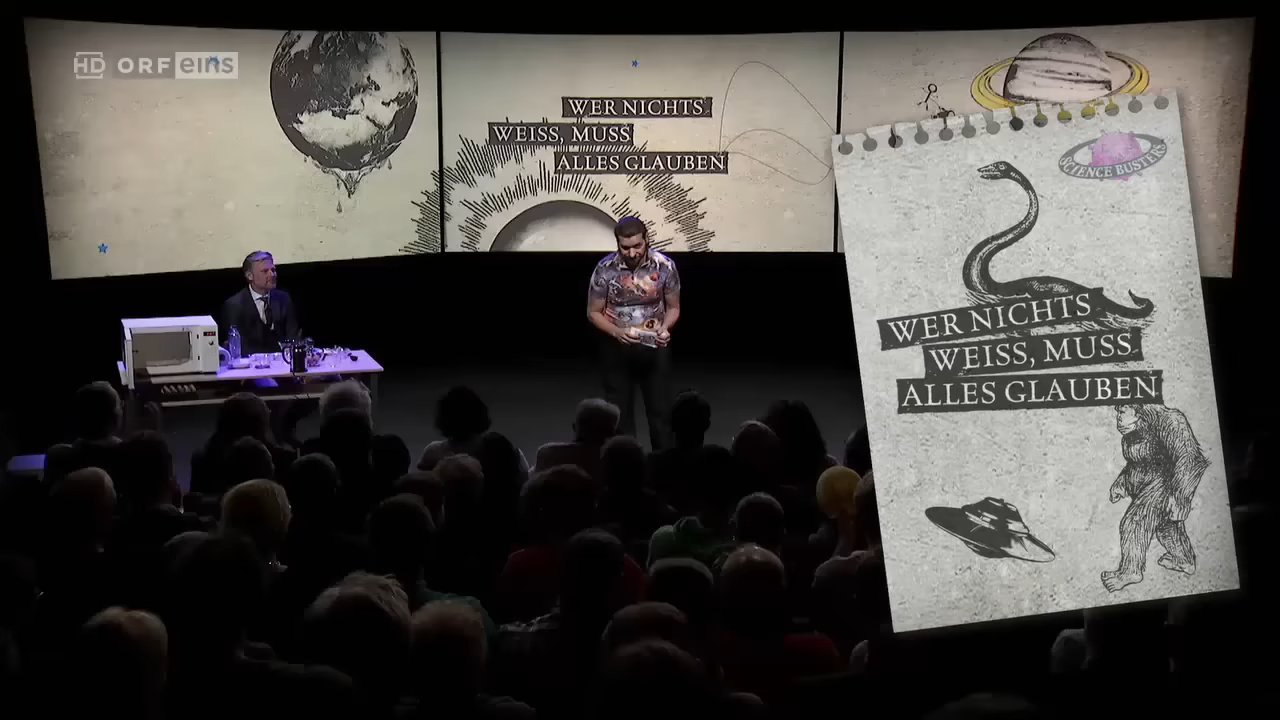 HD ORF eins
WER NICHTS
WEISS, MUSS
ALLES GLAUBEN
SCIENCE BUSTERS
WER NICHTS
WEISS, MUSS
ALLES GLAUBEN